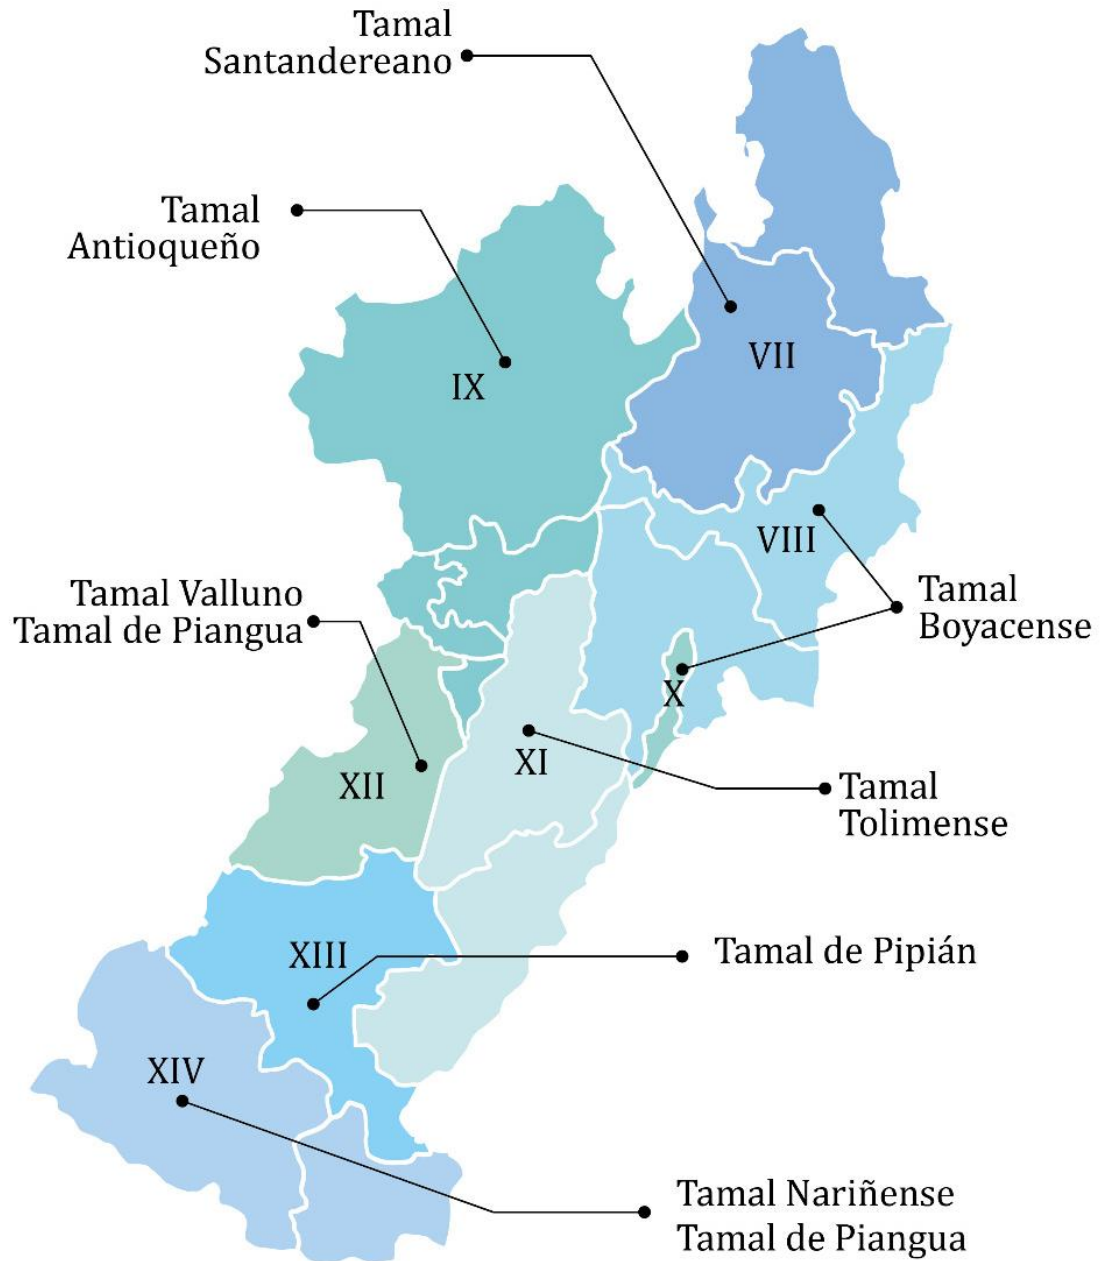 Tamal
Santandereano
Tamal
Antioqueño
VII
IX
VIII
Tamal Valluno
Tamal de Piangua
Tamal
Boyacense
X
XI
XII
Tamal
Tolimense
XIII
Tamal de Pipián
XIV
Tamal Nariñense
Tamal de Piangua